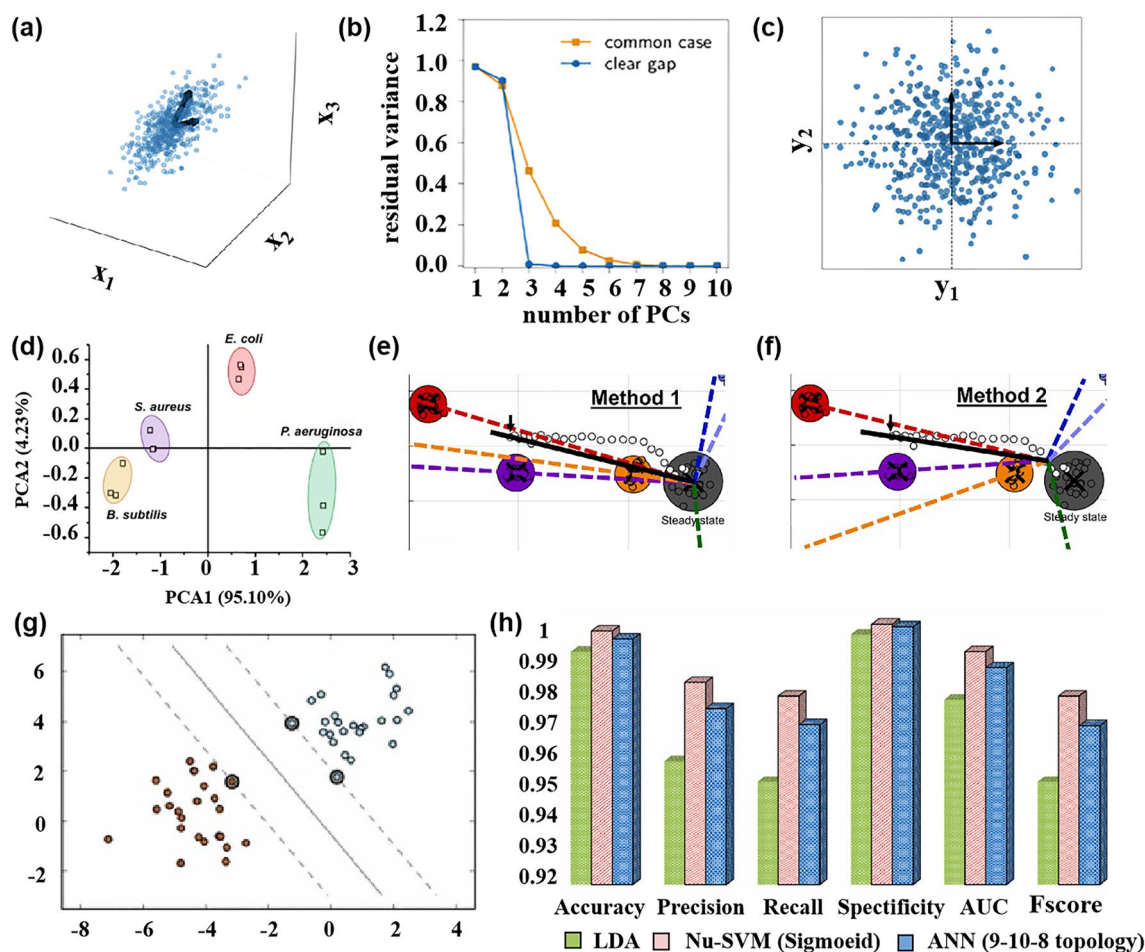 (a)
x1
x2
x3
(b)
1.2
1.0
0.8
0.6
0.4
0.2
0.0
common case
clear gap
residual variance
1 2 3 4 5 6 7 8 9 10
number of PCs
(c)
y2
y1
(d)
0.6
0.4
0.2
0.0
-0.2
-0.4
-0.6
PCA2 (4.23%)
E. coli
S. aureus
P. aeruginosa
B. subtilis
-2 -1 0 1 2 3
PCA1 (95.10%)
(e)
Method 1
Steady state
(f)
Method 2
Steady state
(g)
6
4
2
0
-2
-8 -6 -4 -2 0 2 4
(h)
1
0.99
0.98
0.97
0.96
0.95
0.94
0.93
0.92
Accuracy Precision Recall Spectificity AUC Fscore
LDA Nu-SVM (Sigmoeid) ANN (9-10-8 topology)